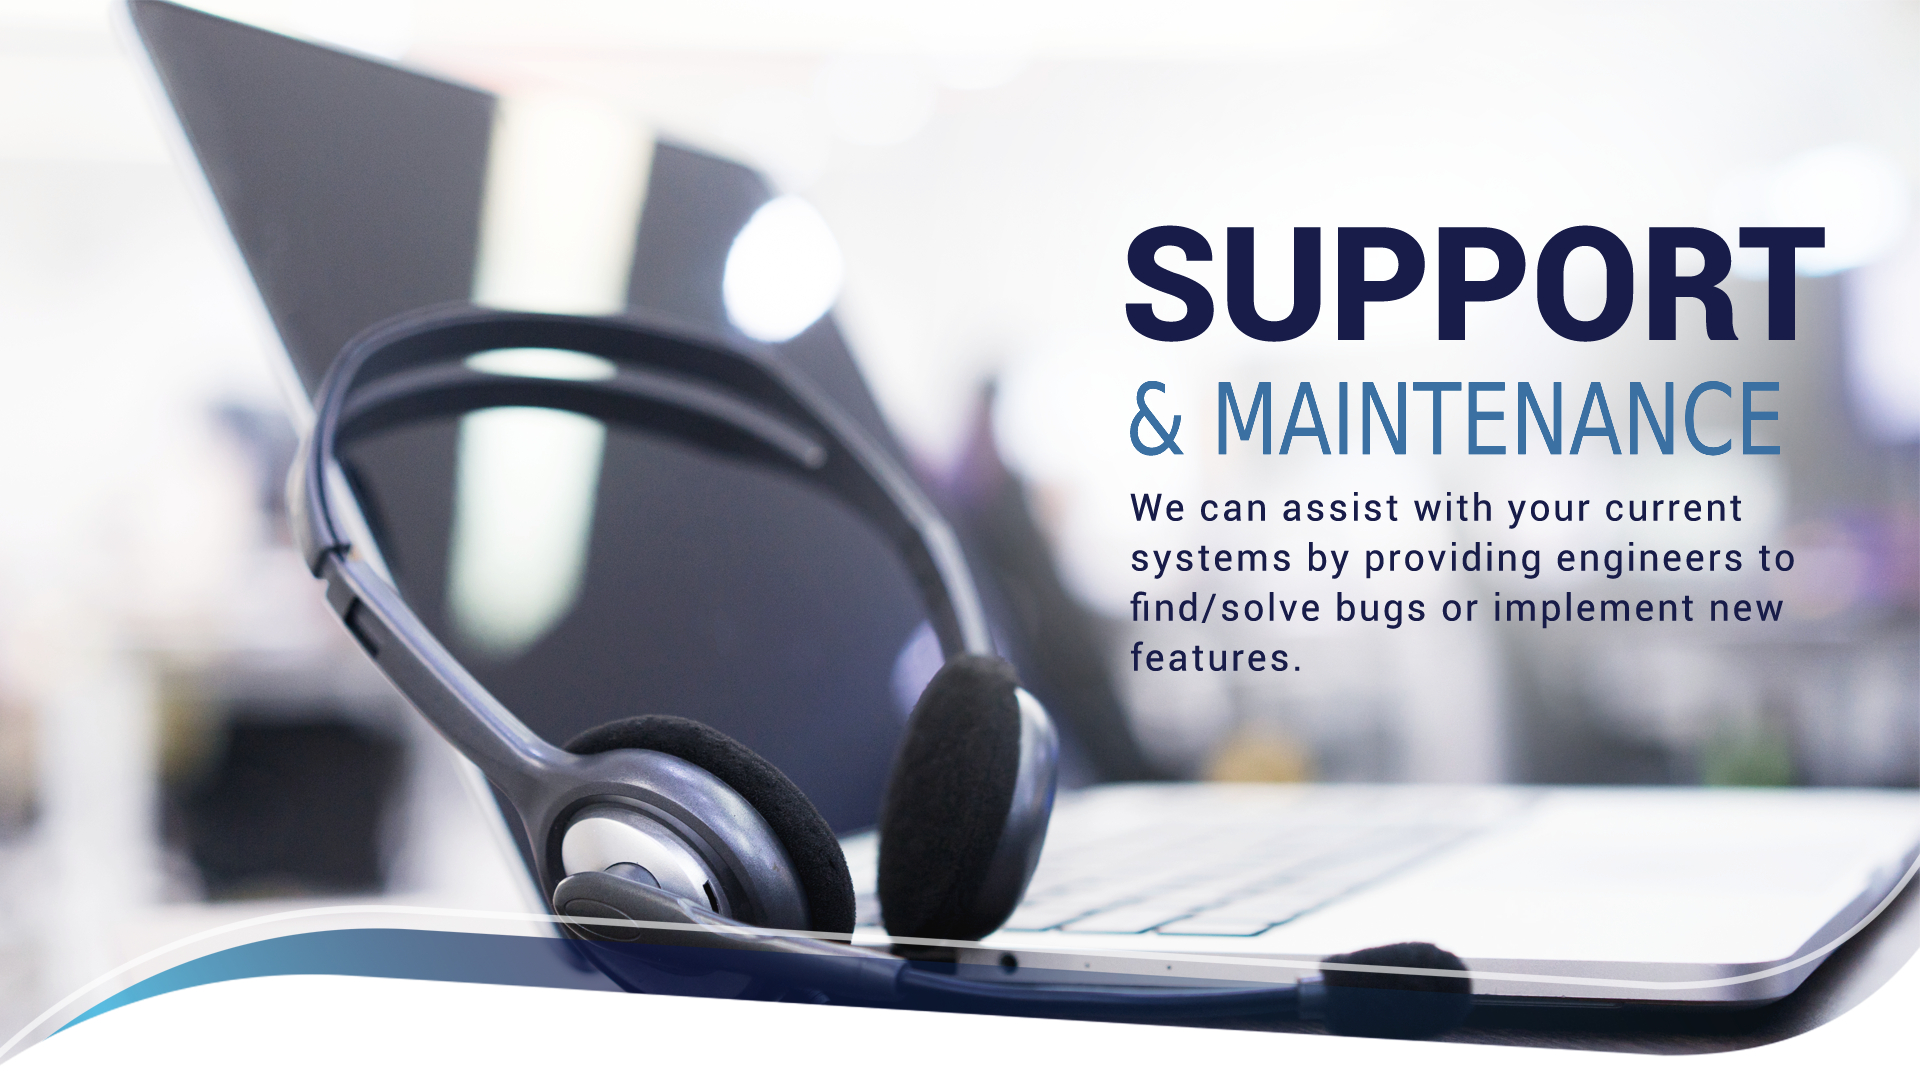 SUPPORT
& MAINTENANCE
We can assist with your current
systems by providing engineers to
find/solve bugs or implement new
features.